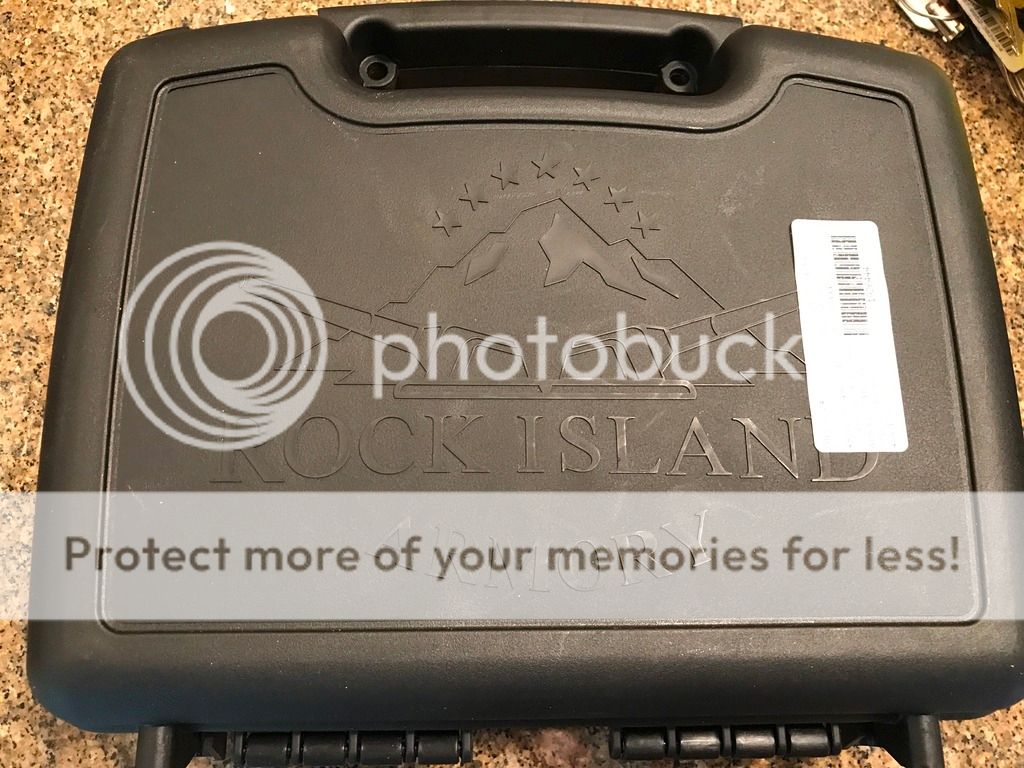 photobucket
ROCK ISLAND
ARMORY
Protect more of your memories for less!